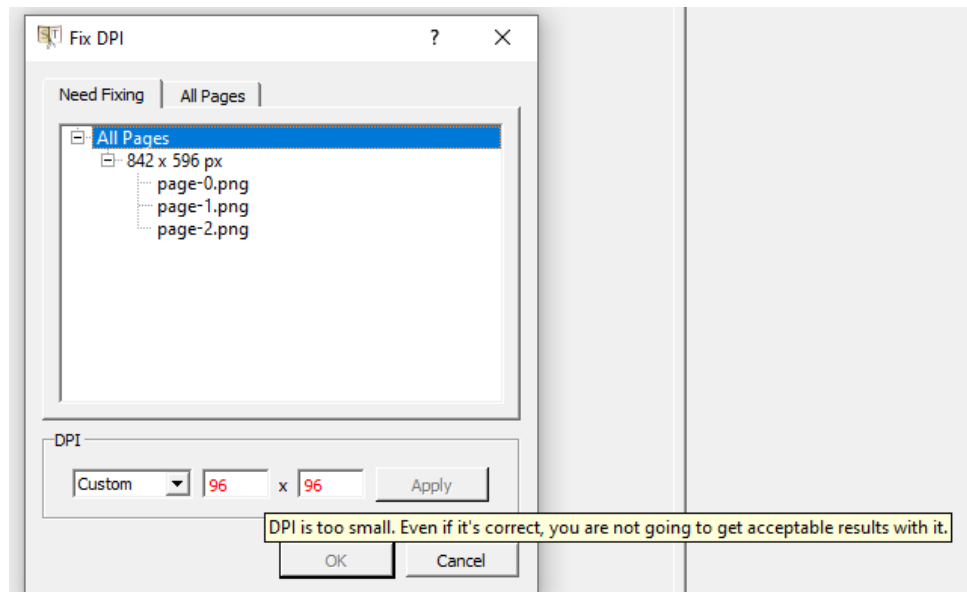 Fix DPI ?
Need Fixing All Pages
All Pages
842 x 596 px
page-0.png
page-1.png
page-2.png
DPI
Custom 96 x 96 Apply
DPI is too small. Even if it's correct, you are not going to get acceptable results with it.
OK Cancel